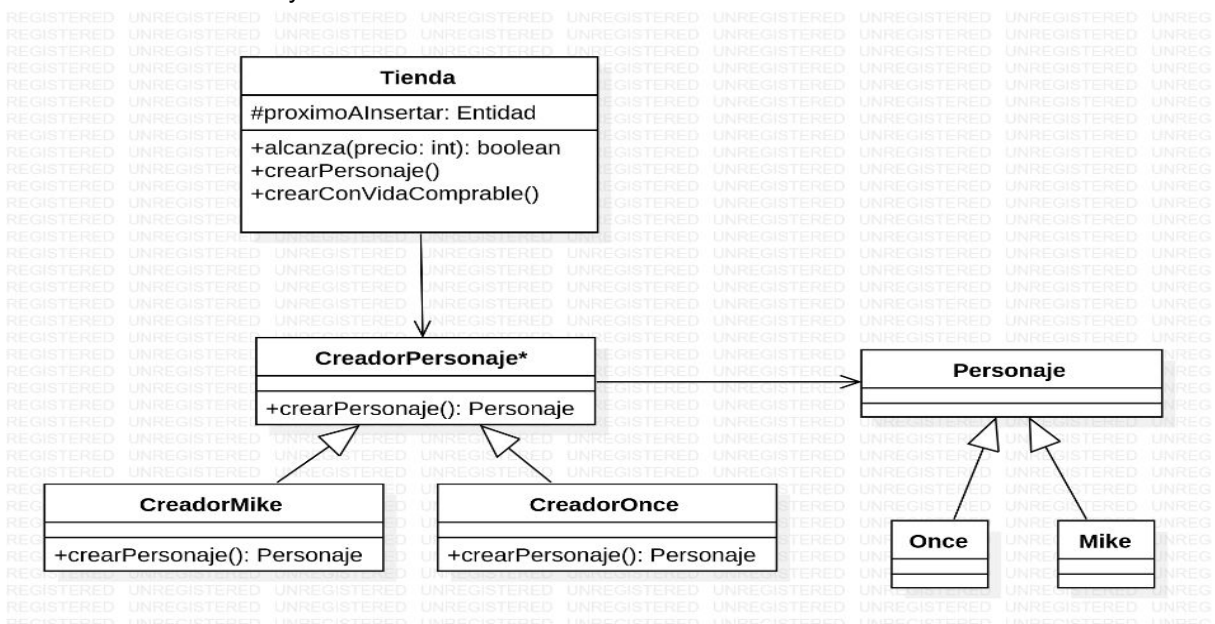 Tienda
#proximoAInsertar: Entidad
+alcanza(precio: int): boolean
+crearPersonaje()
+crearConVidaComprable()
CreadorPersonaje*
+crearPersonaje(): Personaje
Personaje
CreadorMike
+crearPersonaje(): Personaje
CreadorOnce
+crearPersonaje(): Personaje
Once
Mike